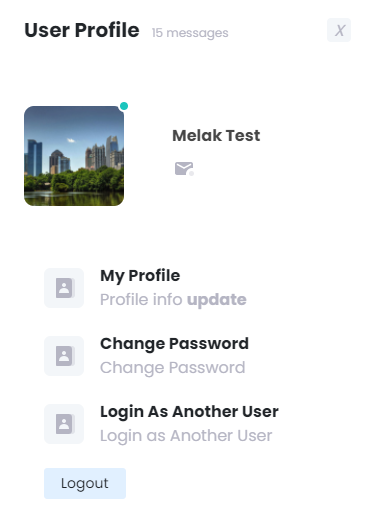 User Profile 15 messages X
Melak Test
My Profile
Profile info update
Change Password
Change Password
Login As Another User
Login as Another User
Logout